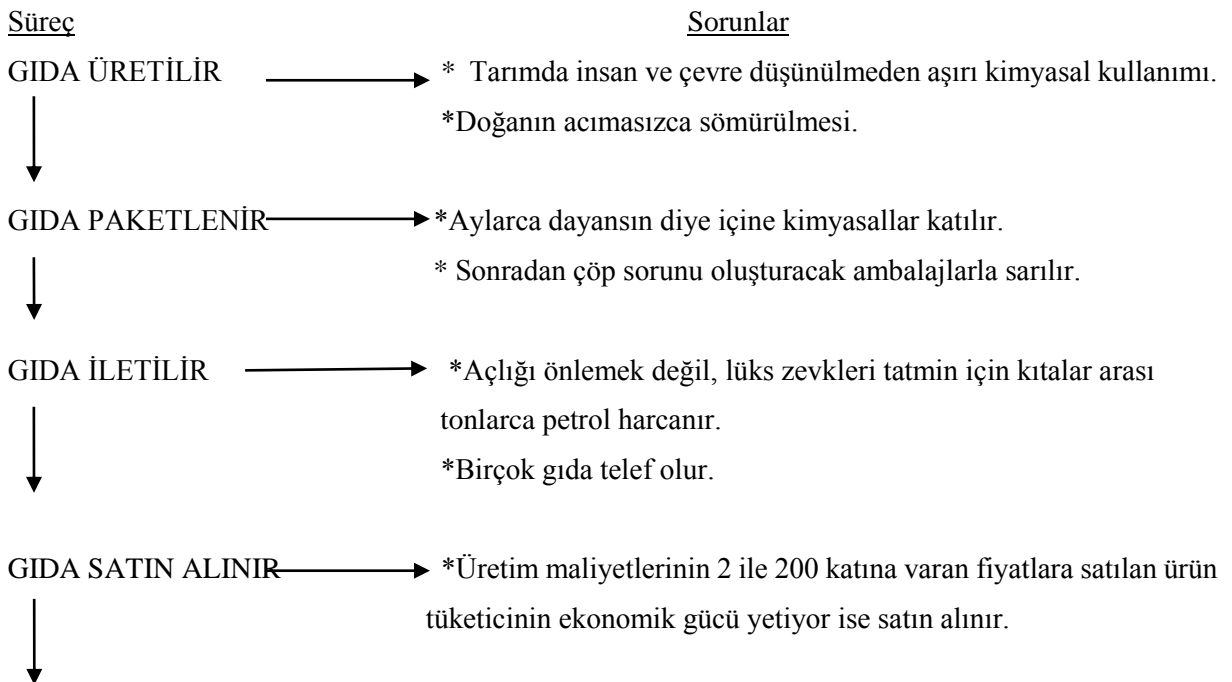 Süreç Sorunlar
GIDA ÜRETİLİR * Tarımda insan ve çevre düşünülmeden aşırı kimyasal kullanımı.
*Doğanın acımasızca sömürülmesi.
GIDA PAKETLENİR *Aylarca dayansın diye içine kimyasallar katılır.
* Sonradan çöp sorunu oluşturacak ambalajlarla sarılır.
GIDA İLETİLİR *Açlığı önlemek değil, lüks zevkleri tatmin için kıtalar arası
tonlarca petrol harcanır.
*Birçok gıda telef olur.
GIDA SATIN ALINIR *Üretim maliyetlerinin 2 ile 200 katına varan fiyatlara satılan ürün
tüketicinin ekonomik gücü yetiyor ise satın alınır.